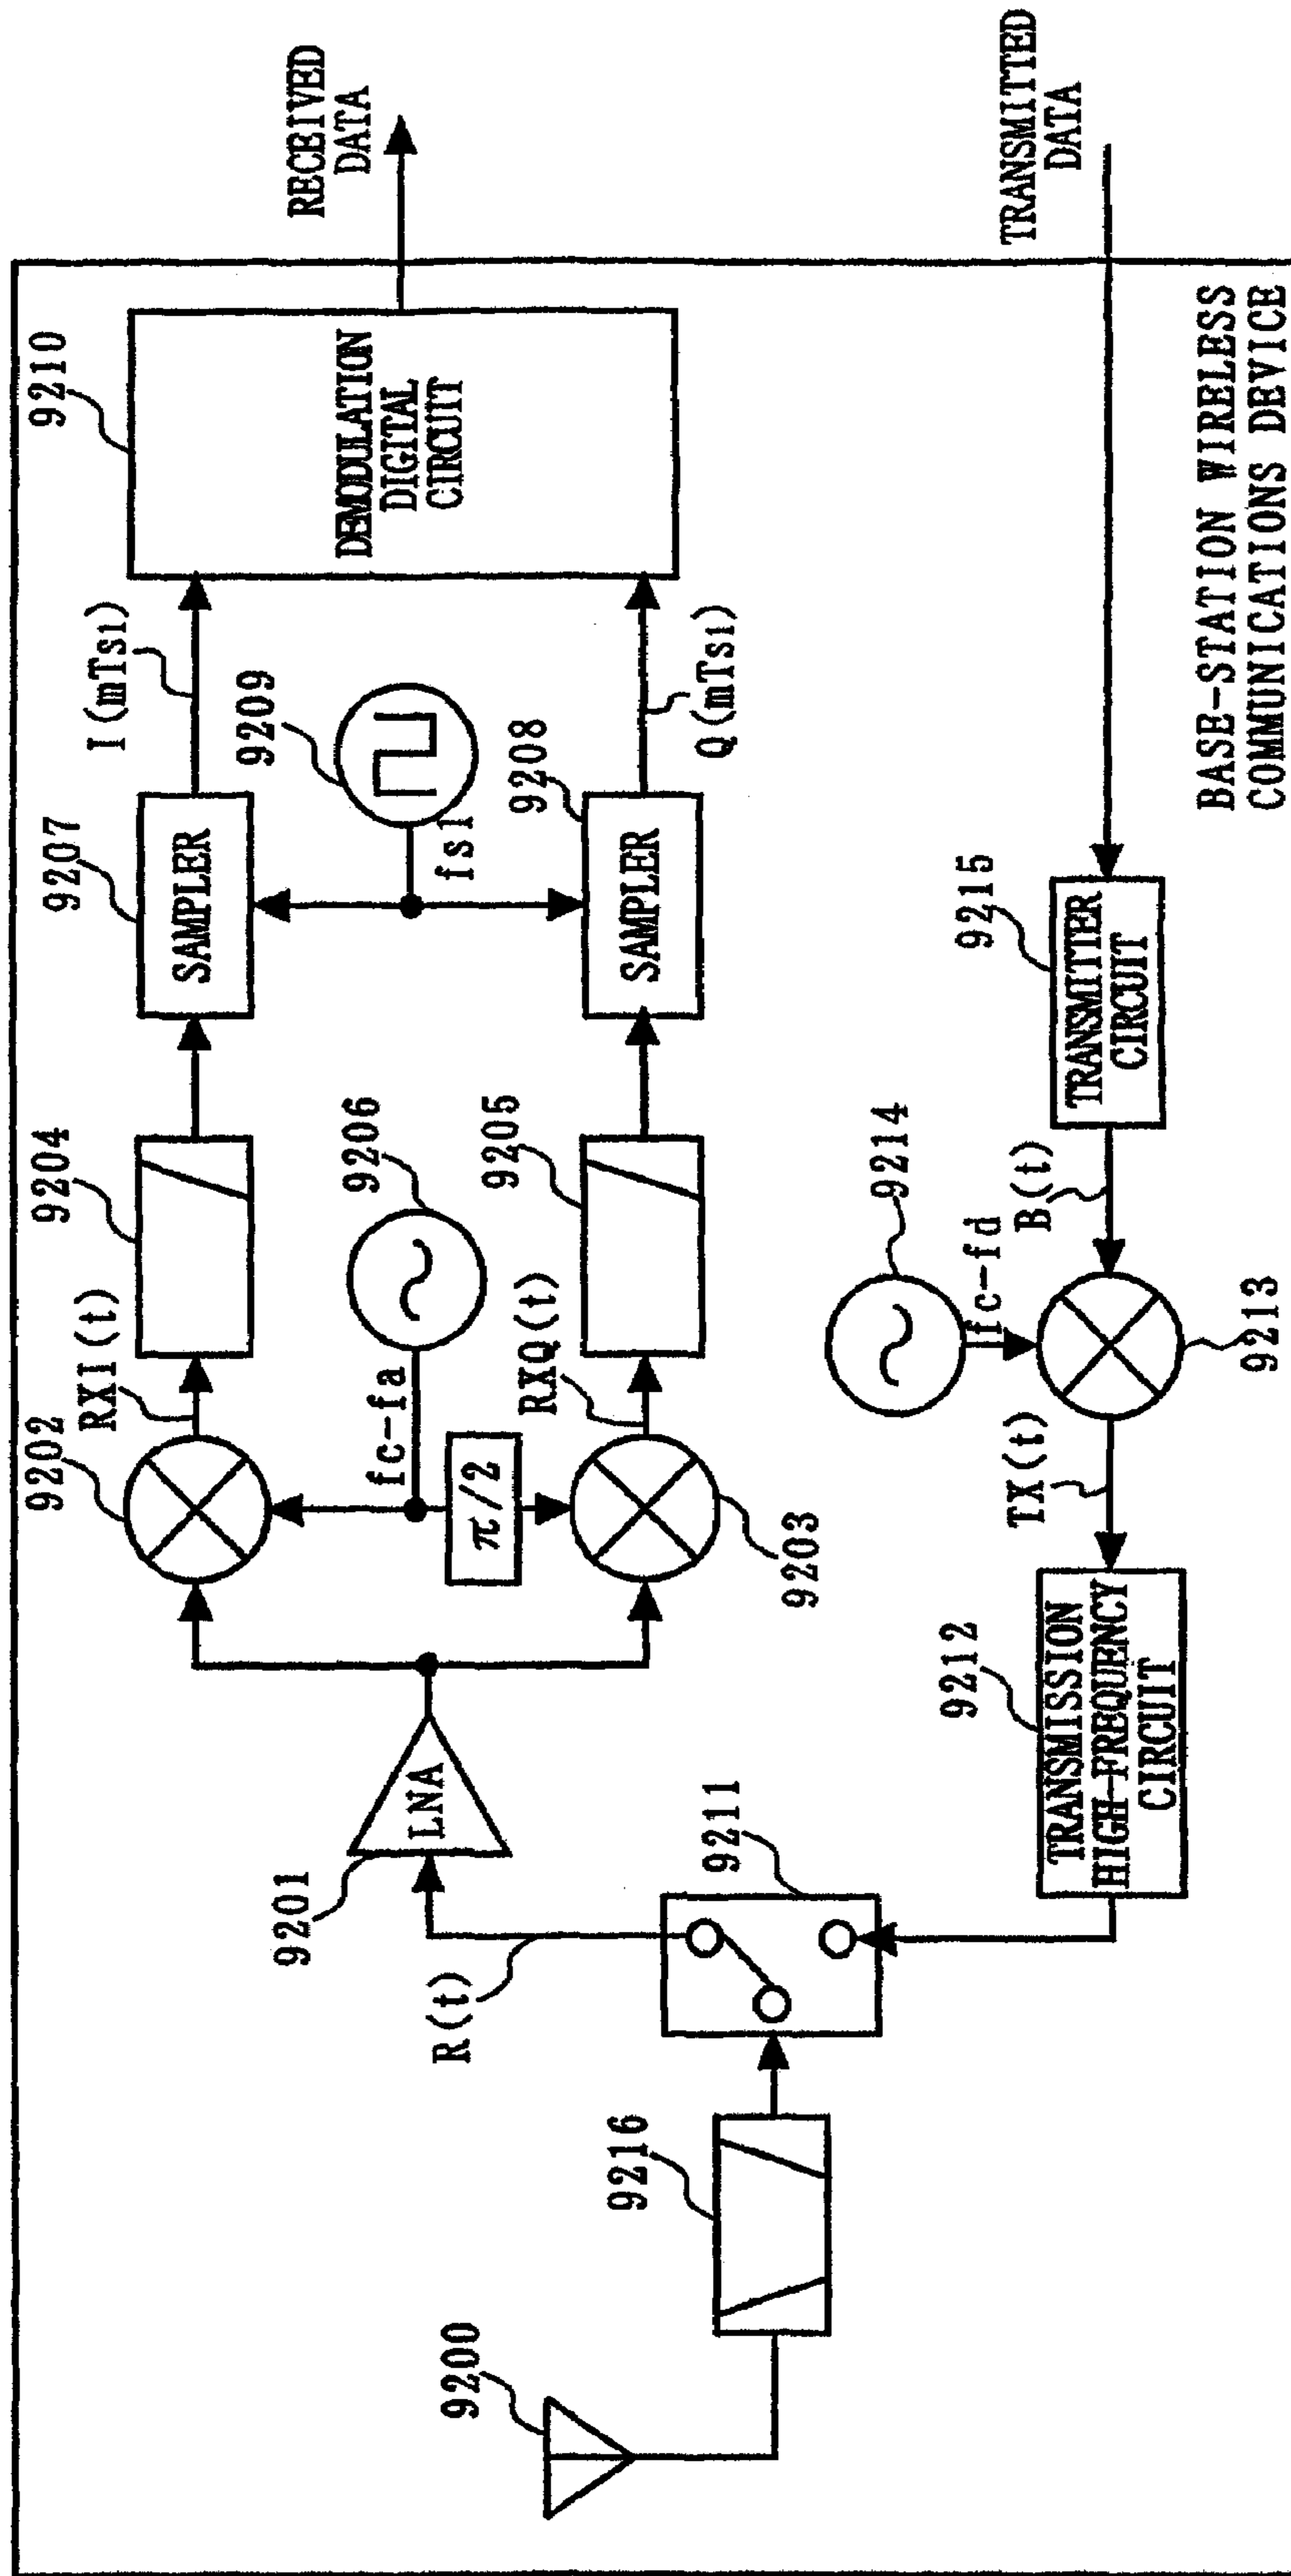 9200
9216
R(t)
9201
LNA
9211
9202
RXI(t)
9204
9207
SAMPLER
I(mTs1)
9210
DEMODULATION
DIGITAL
CIRCUIT
RECEIVED
DATA
fc-fa
π/2
9206
9209
fs1
9203
RXQ(t)
9205
9208
SAMPLER
Q(mTs1)
9212
TRANSMISSION
HIGH-FREQUENCY
CIRCUIT
TX(t)
9214
fc-fd
9213
B(t)
9215
TRANSMITTER
CIRCUIT
TRANSMITTED
DATA
BASE-STATION WIRELESS
COMMUNICATIONS DEVICE